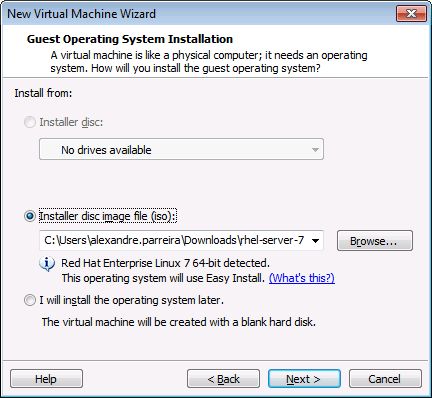 New Virtual Machine Wizard
Guest Operating System Installation
A virtual machine is like a physical computer; it needs an operating
system. How will you install the guest operating system?
Install from:
Installer disc:
No drives available
Installer disc image file (iso):
C:\Users\alexandre.parreira\Downloads\rhel-server-7
Browse...
Red Hat Enterprise Linux 7 64-bit detected.
This operating system will use Easy Install. (What's this?)
I will install the operating system later.
The virtual machine will be created with a blank hard disk.
Help
< Back
Next >
Cancel